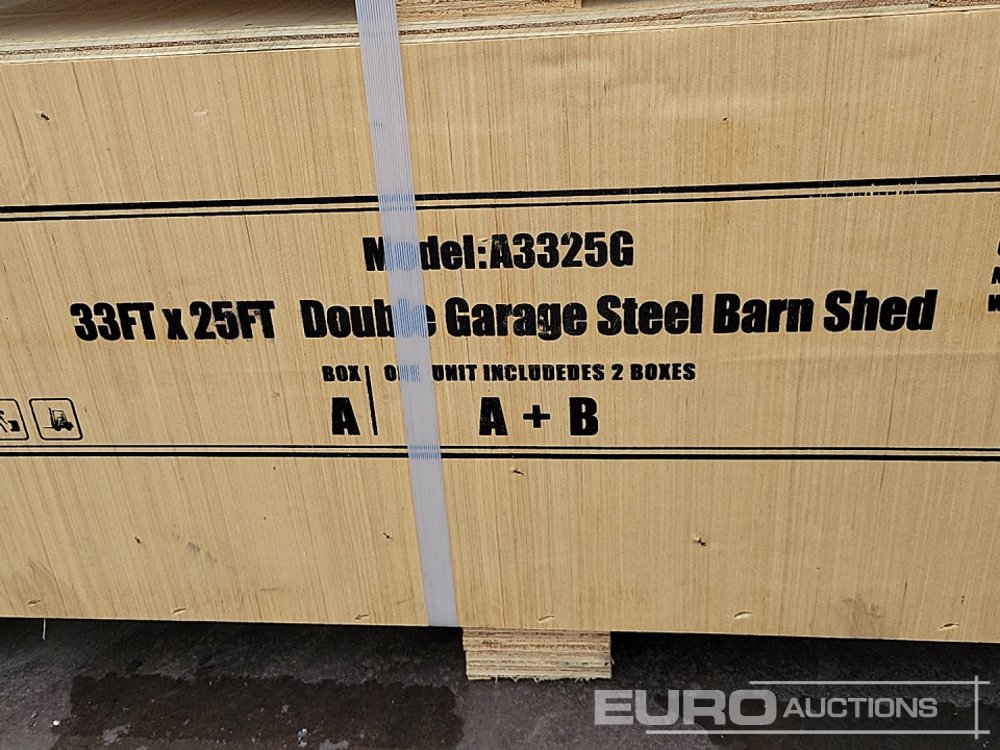 Model:A3325G
33FT x 25FT Double Garage Steel Barn Shed
BOX ONE UNIT INCLUDEDES 2 BOXES
A A + B
EURO AUCTIONS